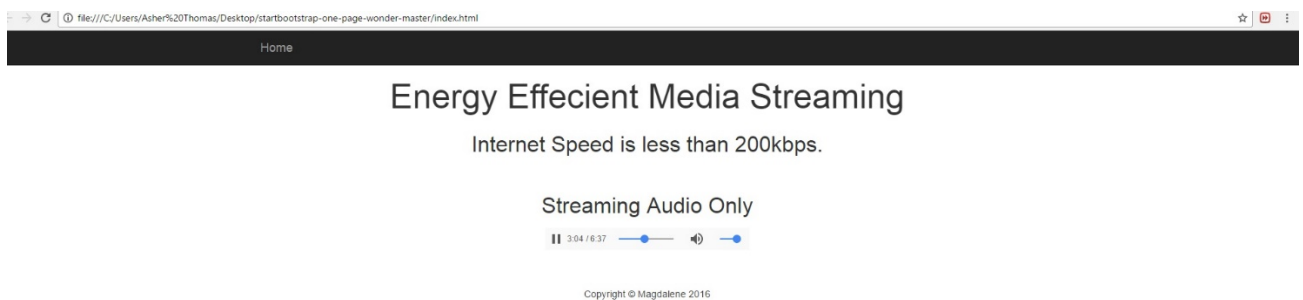 file:///C:/Users/Asher%20Thomas/Desktop/startbootstrap-one-page-wonder-master/index.html
Home
Energy Effecient Media Streaming
Internet Speed is less than 200kbps.
Streaming Audio Only
3:04 / 6:37
Copyright © Magdalene 2016